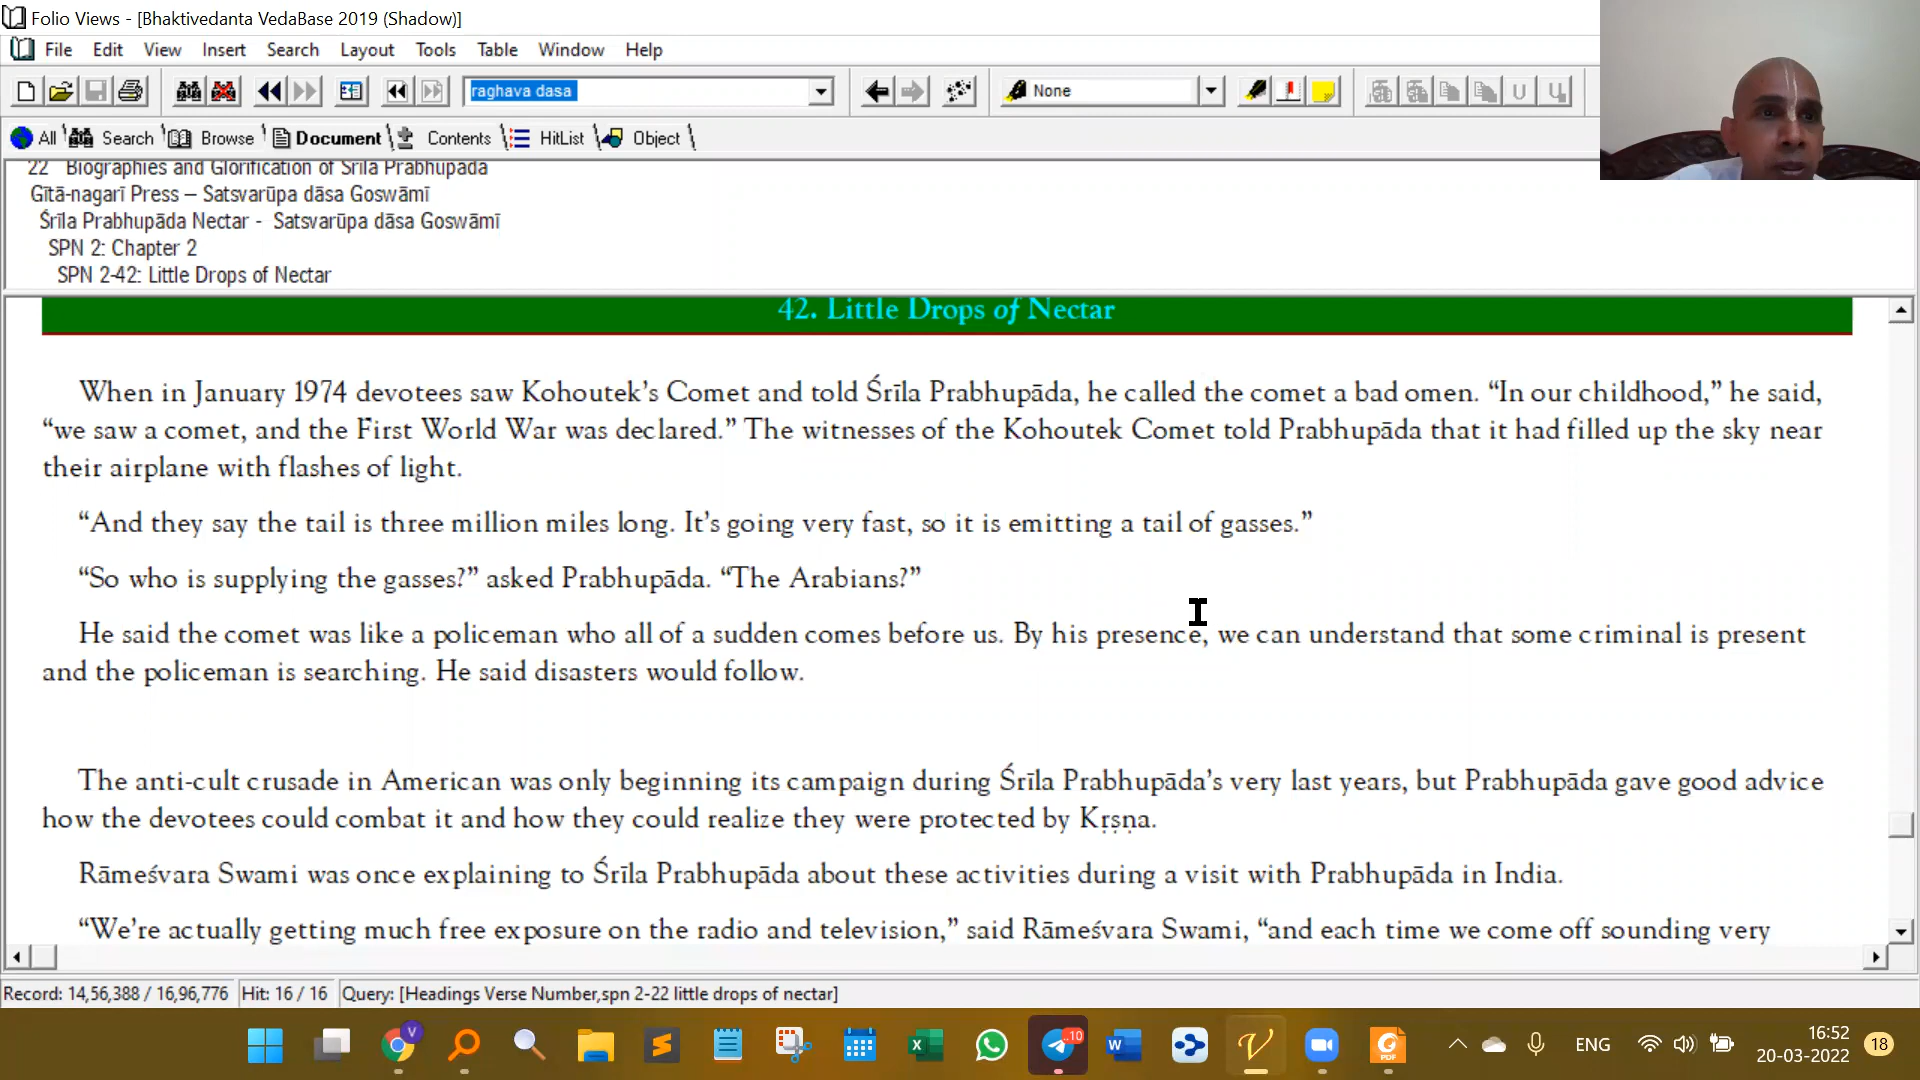 Folio Views - [Bhaktivedanta VedaBase 2019 (Shadow)]
File Edit View Insert Search Layout Tools Table Window Help
raghava dasa None
All Search Browse Document Contents HitList Object
22 Biographies and Glorification of Srila Prabhupada
Gītā-nagarī Press – Satsvarūpa dāsa Goswāmī
Śrīla Prabhupāda Nectar - Satsvarūpa dāsa Goswāmī
SPN 2: Chapter 2
SPN 2-42: Little Drops of Nectar
42. Little Drops of Nectar
When in January 1974 devotees saw Kohoutek's Comet and told Śrīla Prabhupāda, he called the comet a bad omen. “In our childhood,” he said,
“we saw a comet, and the First World War was declared.” The witnesses of the Kohoutek Comet told Prabhupāda that it had filled up the sky near
their airplane with flashes of light.
“And they say the tail is three million miles long. It's going very fast, so it is emitting a tail of gasses.”
“So who is supplying the gasses?” asked Prabhupāda. “The Arabians?”
He said the comet was like a policeman who all of a sudden comes before us. By his presence, we can understand that some criminal is present
and the policeman is searching. He said disasters would follow.
The anti-cult crusade in American was only beginning its campaign during Śrīla Prabhupāda's very last years, but Prabhupāda gave good advice
how the devotees could combat it and how they could realize they were protected by Kṛṣṇa.
Rāmeśvara Swami was once explaining to Śrīla Prabhupāda about these activities during a visit with Prabhupāda in India.
“We're actually getting much free exposure on the radio and television,” said Rāmeśvara Swami, “and each time we come off sounding very
Record: 14,56,388 / 16,96,776 Hit: 16 / 16 Query: [Headings Verse Number,spn 2-22 little drops of nectar]
V ..10 ENG 16:52
20-03-2022 18